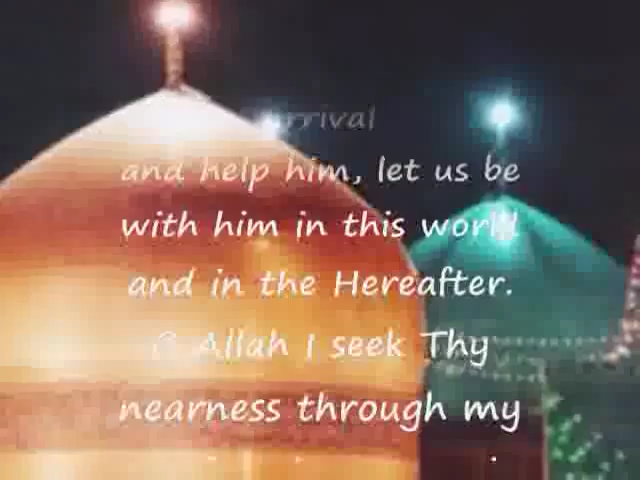 arrival
and help him, let us be
with him in this world
and in the Hereafter.
O Allah I seek Thy
nearness through my